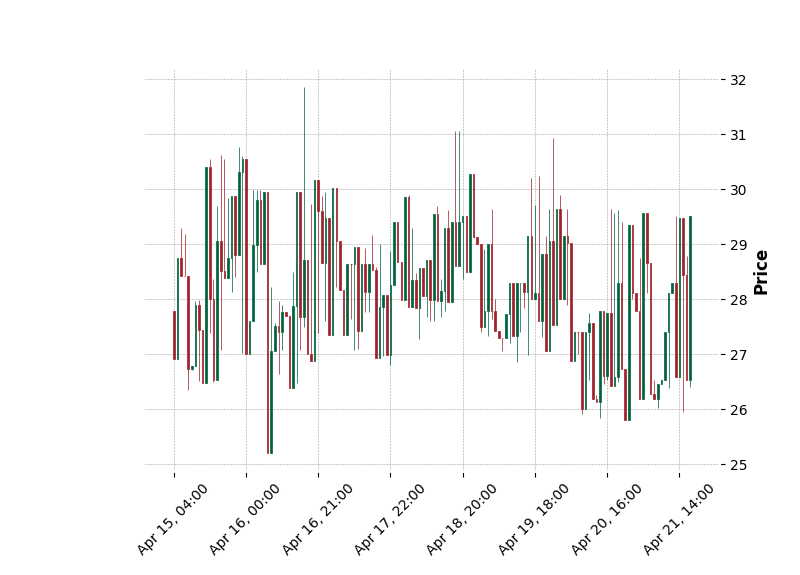 32
31
30
29
28
27
26
25
Price
Apr 15, 04:00
Apr 16, 00:00
Apr 16, 21:00
Apr 17, 22:00
Apr 18, 20:00
Apr 19, 18:00
Apr 20, 16:00
Apr 21, 14:00